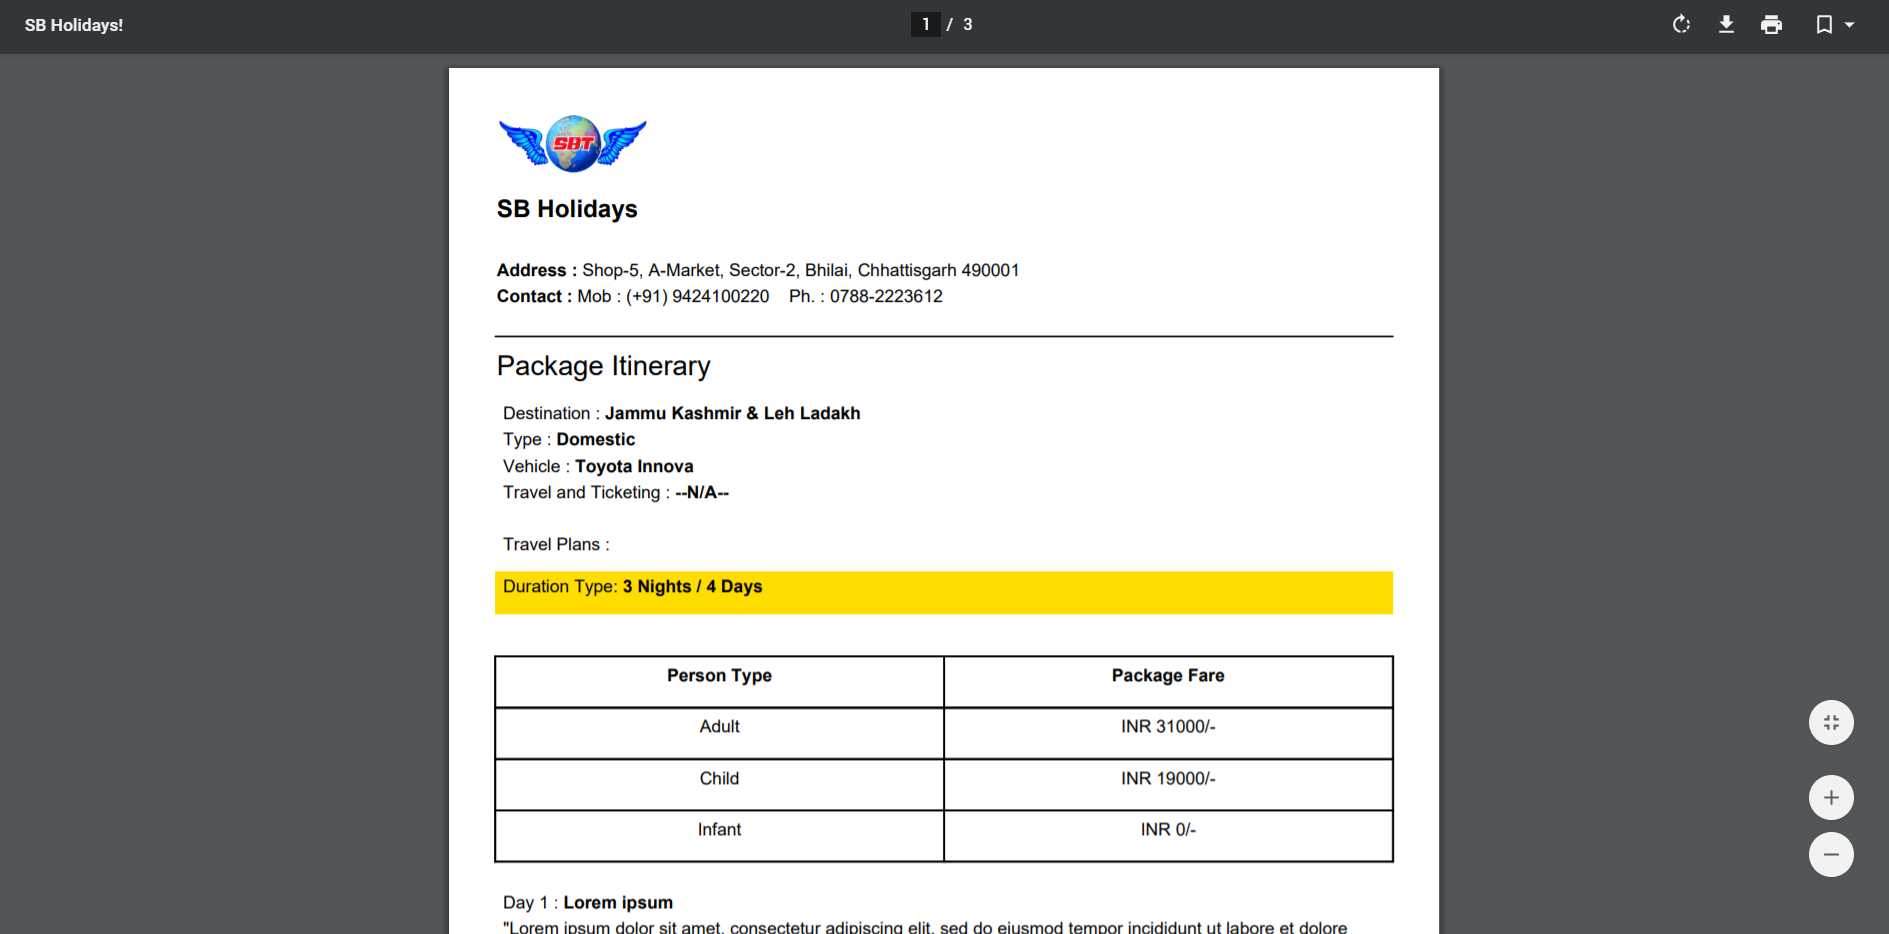 SB Holidays!
1 / 3
SBT
SB Holidays
Address : Shop-5, A-Market, Sector-2, Bhilai, Chhattisgarh 490001
Contact : Mob : (+91) 9424100220 Ph. : 0788-2223612
Package Itinerary
Destination : Jammu Kashmir & Leh Ladakh
Type : Domestic
Vehicle : Toyota Innova
Travel and Ticketing : --N/A--
Travel Plans :
Duration Type: 3 Nights / 4 Days
Person Type Package Fare
Adult INR 31000/-
Child INR 19000/-
Infant INR 0/-
Day 1 : Lorem ipsum
"Lorem ipsum dolor sit amet, consectetur adipiscing elit, sed do eiusmod tempor incididunt ut labore et dolore